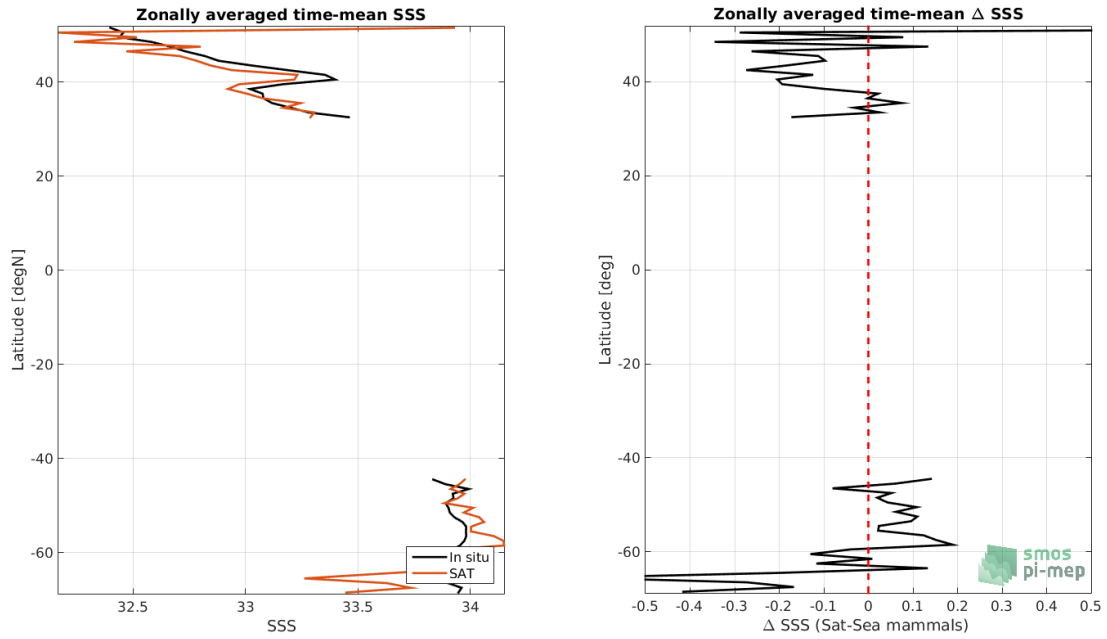 Zonally averaged time-mean SSS
Latitude [degN]
40
20
0
-20
-40
-60
In situ
SAT
32.5
33
33.5
34
SSS
Zonally averaged time-mean Δ SSS
Latitude [deg]
40
20
0
-20
-40
-60
smos
pi-mep
-0.5
-0.4
-0.3
-0.2
-0.1
0
0.1
0.2
0.3
0.4
0.5
Δ SSS (Sat-Sea mammals)